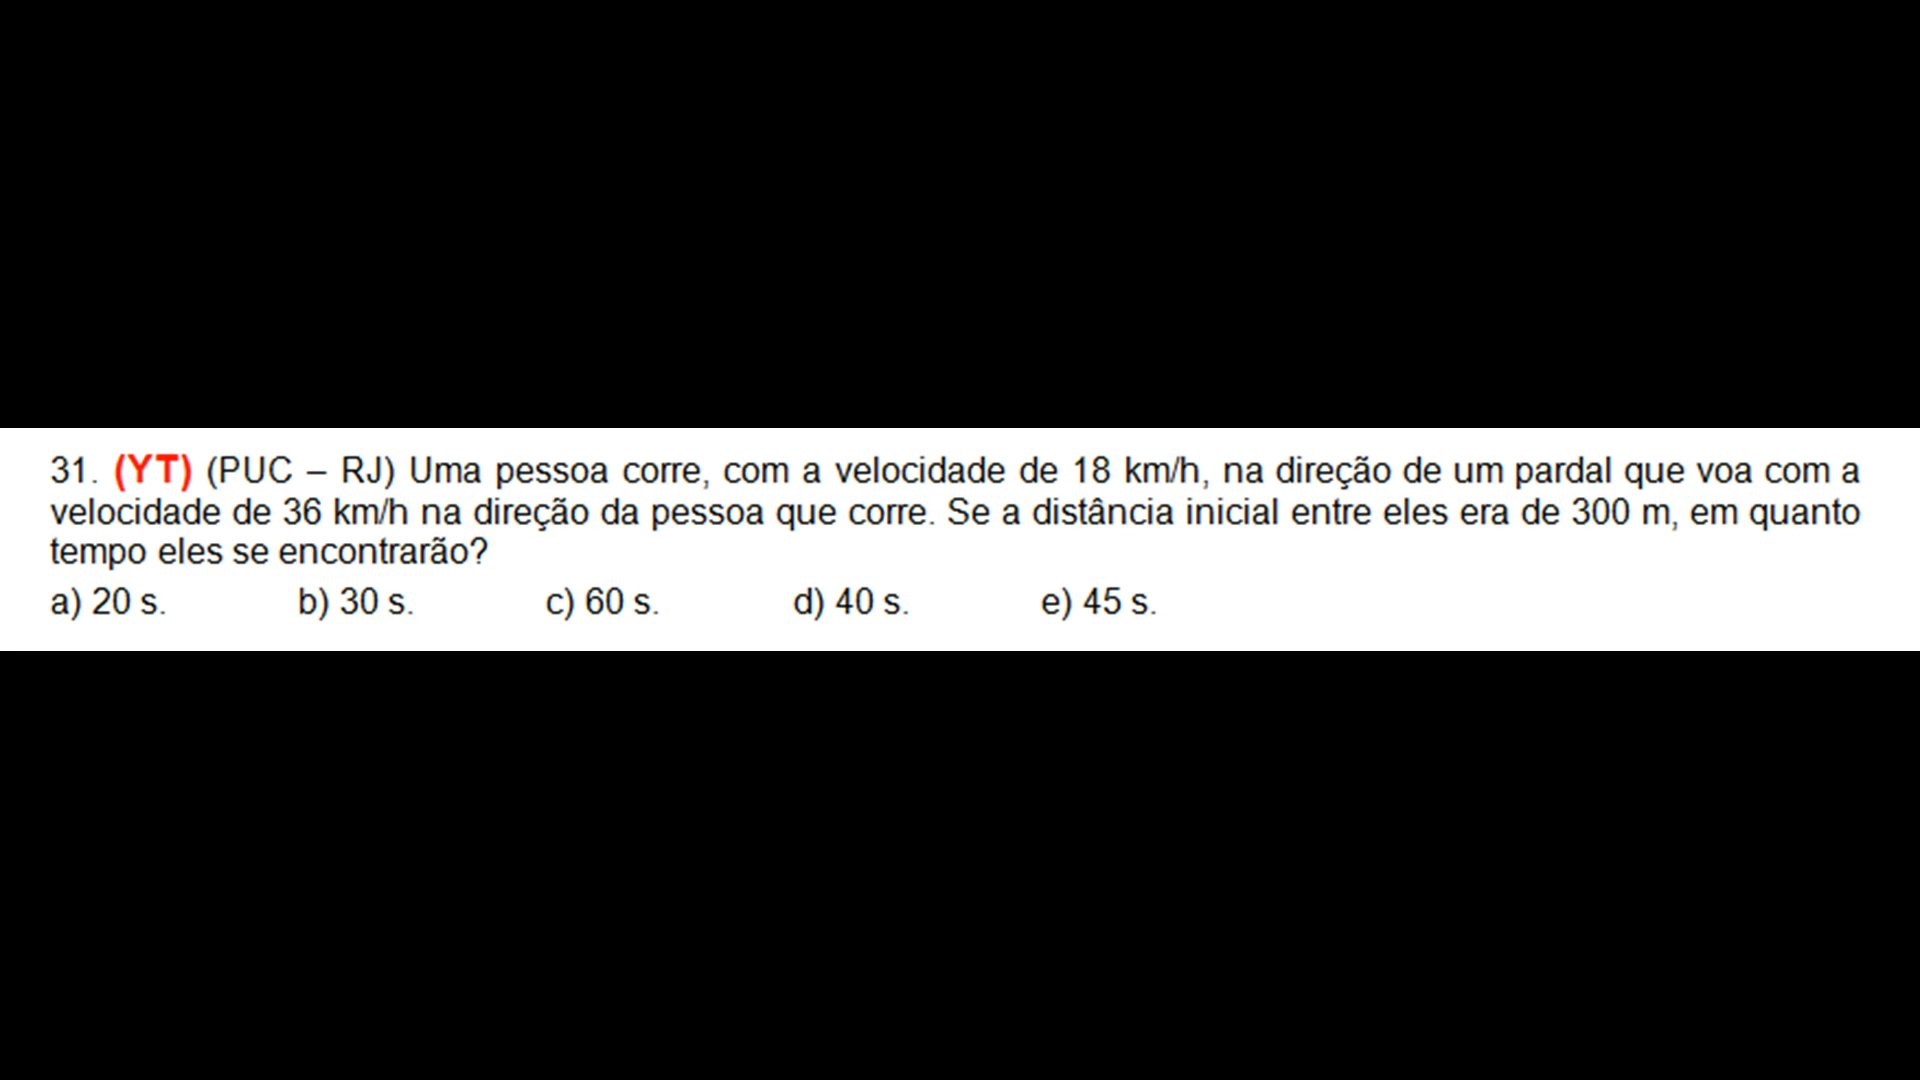 31. (YT) (PUC – RJ) Uma pessoa corre, com a velocidade de 18 km/h, na direção de um pardal que voa com a
velocidade de 36 km/h na direção da pessoa que corre. Se a distância inicial entre eles era de 300 m, em quanto
tempo eles se encontrarão?
a) 20 s. b) 30 s. c) 60 s. d) 40 s. e) 45 s.